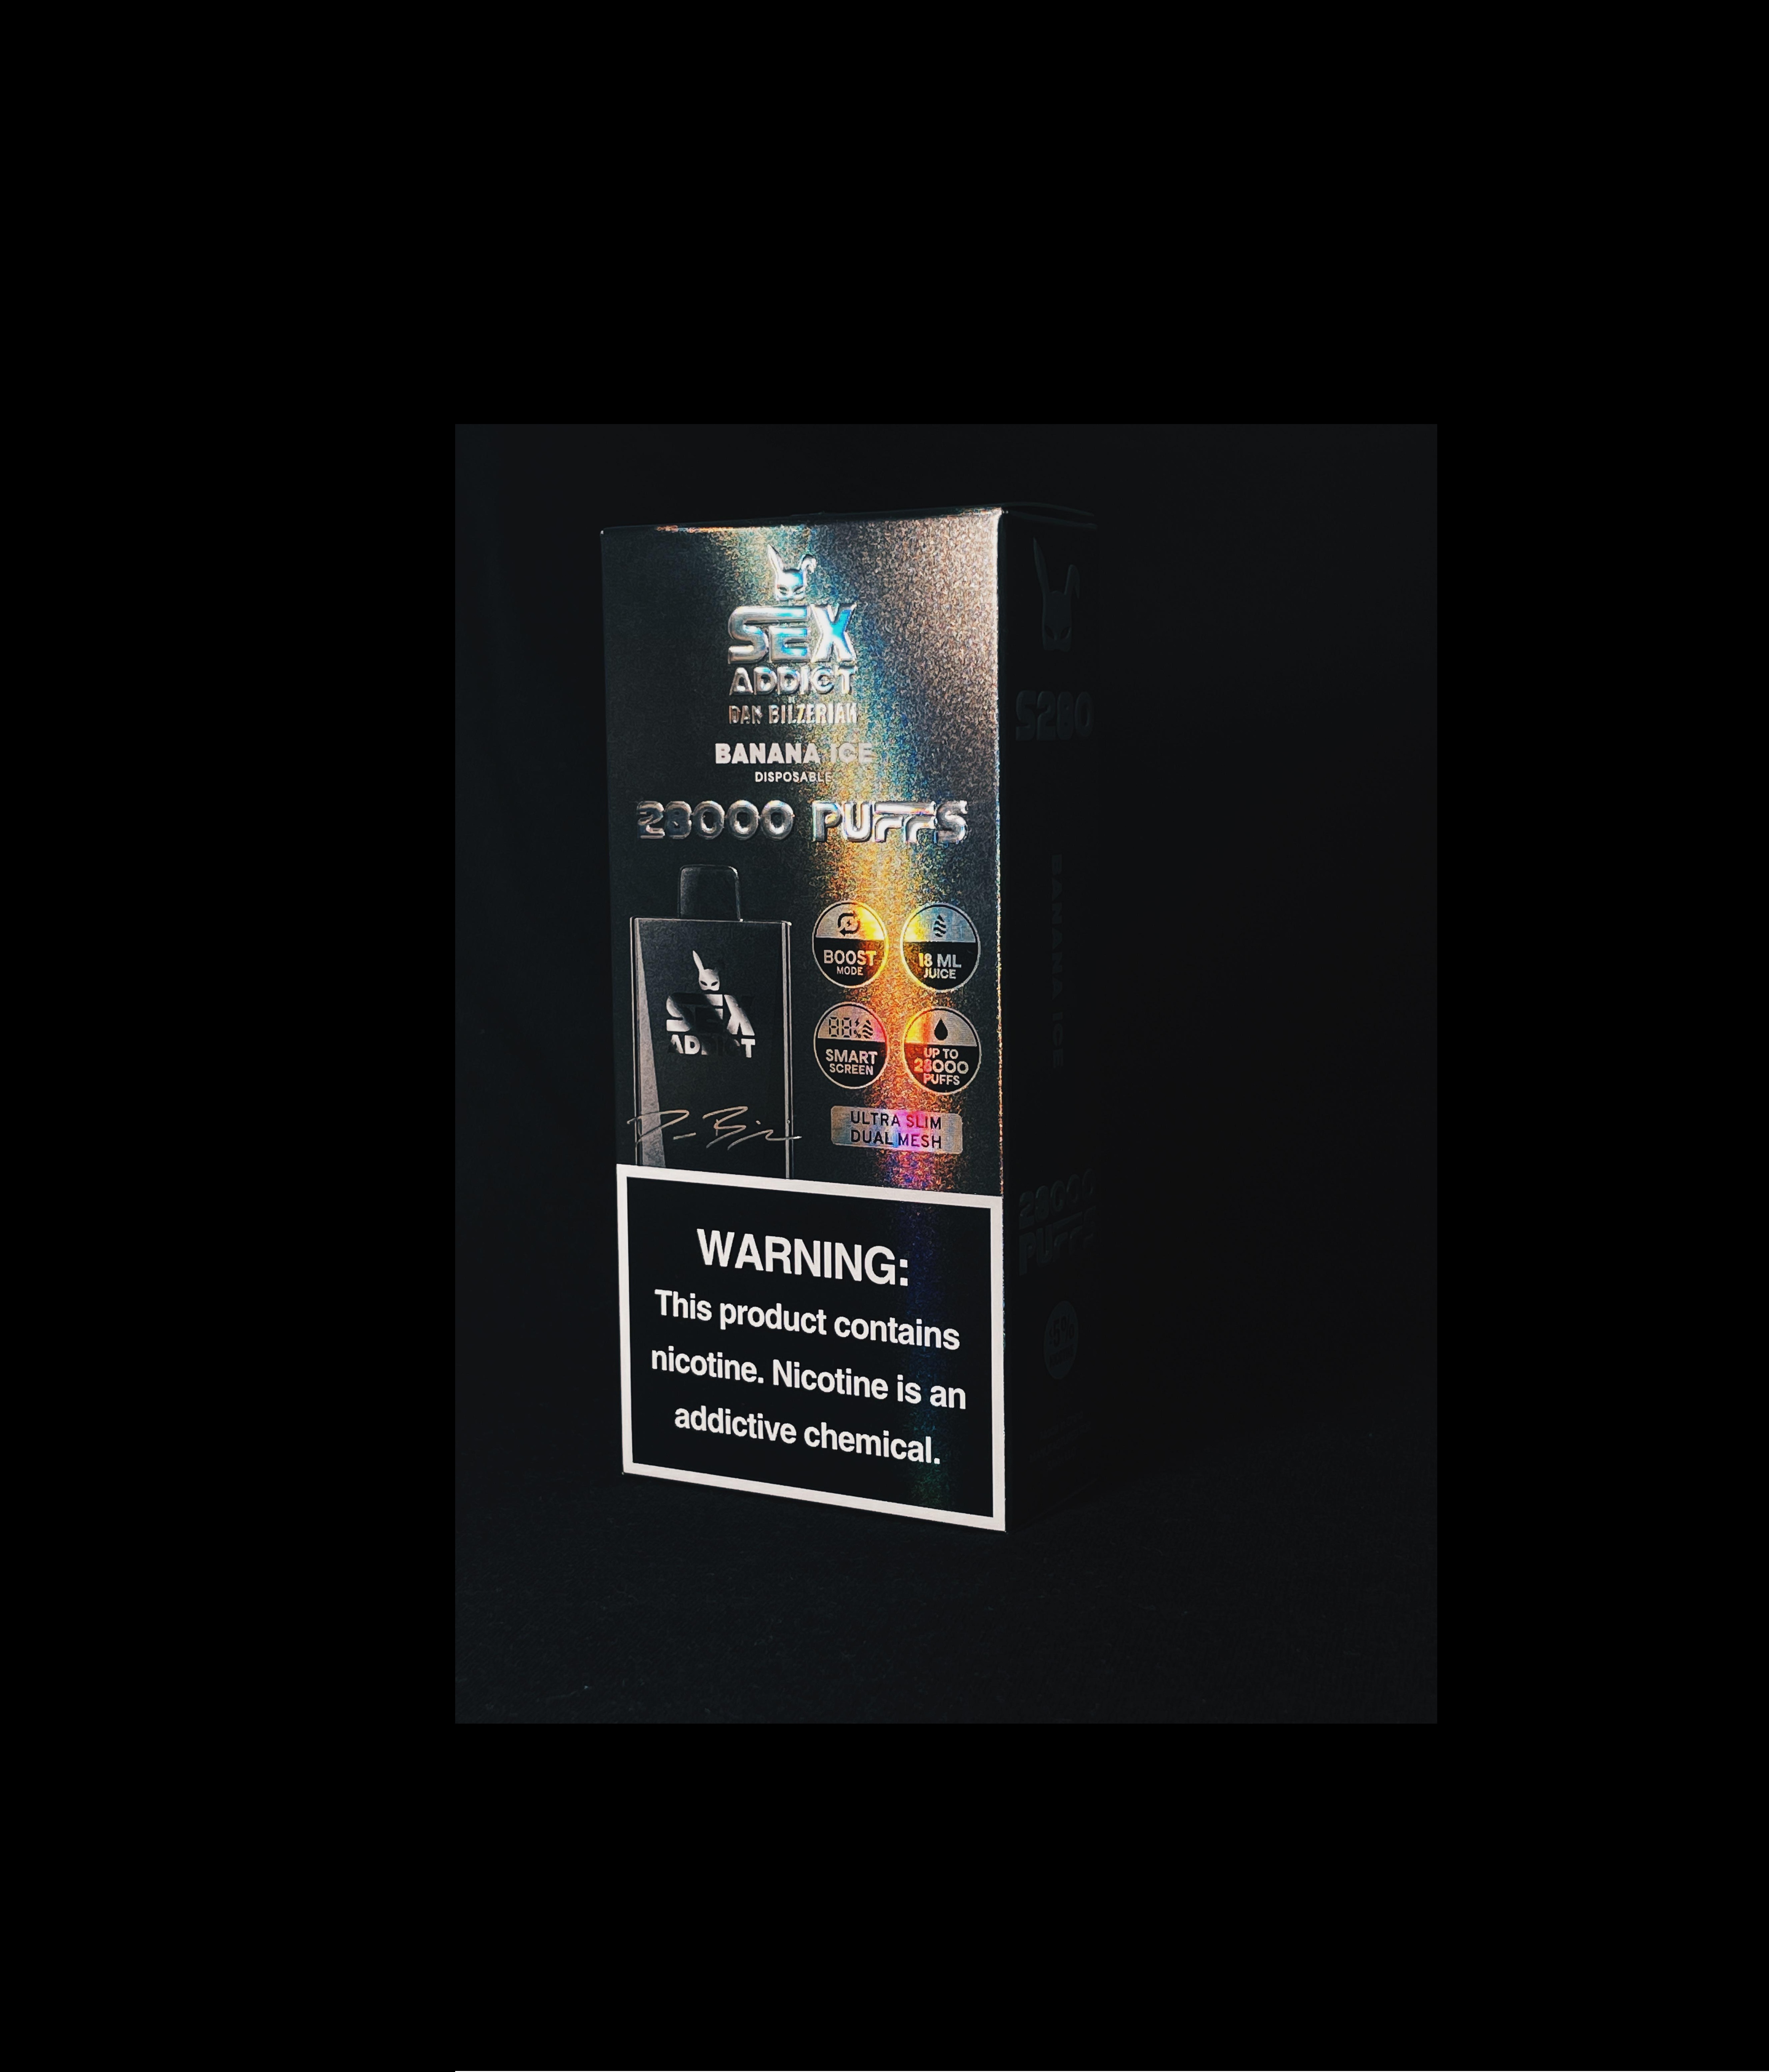 SEX
ADDICT
DAN BILZERIAN
BANANA ICE
DISPOSABLE
28000 PUFFS
SEX
ADDICT
BOOST
MODE
18 ML
JUICE
SMART
SCREEN
UP TO
28000
PUFFS
ULTRA SLIM
DUAL MESH
WARNING:
This product contains
nicotine. Nicotine is an
addictive chemical.
S280
BANANA ICE
28000
PUFFS
5%